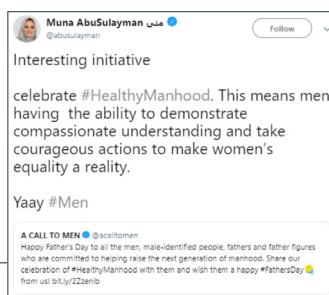 Muna AbuSulayman منى
@abusulayman
Follow
Interesting initiative
celebrate #HealthyManhood. This means men
having the ability to demonstrate
compassionate understanding and take
courageous actions to make women's
equality a reality.
Yaay #Men
A CALL TO MEN @acalltomen
Happy Father's Day to all the men, male-identified people, fathers and father figures
who are committed to helping raise the next generation of manhood. Share our
celebration of #HealthyManhood with them and wish them a happy #FathersDay
from us! bit.ly/2Zzenib